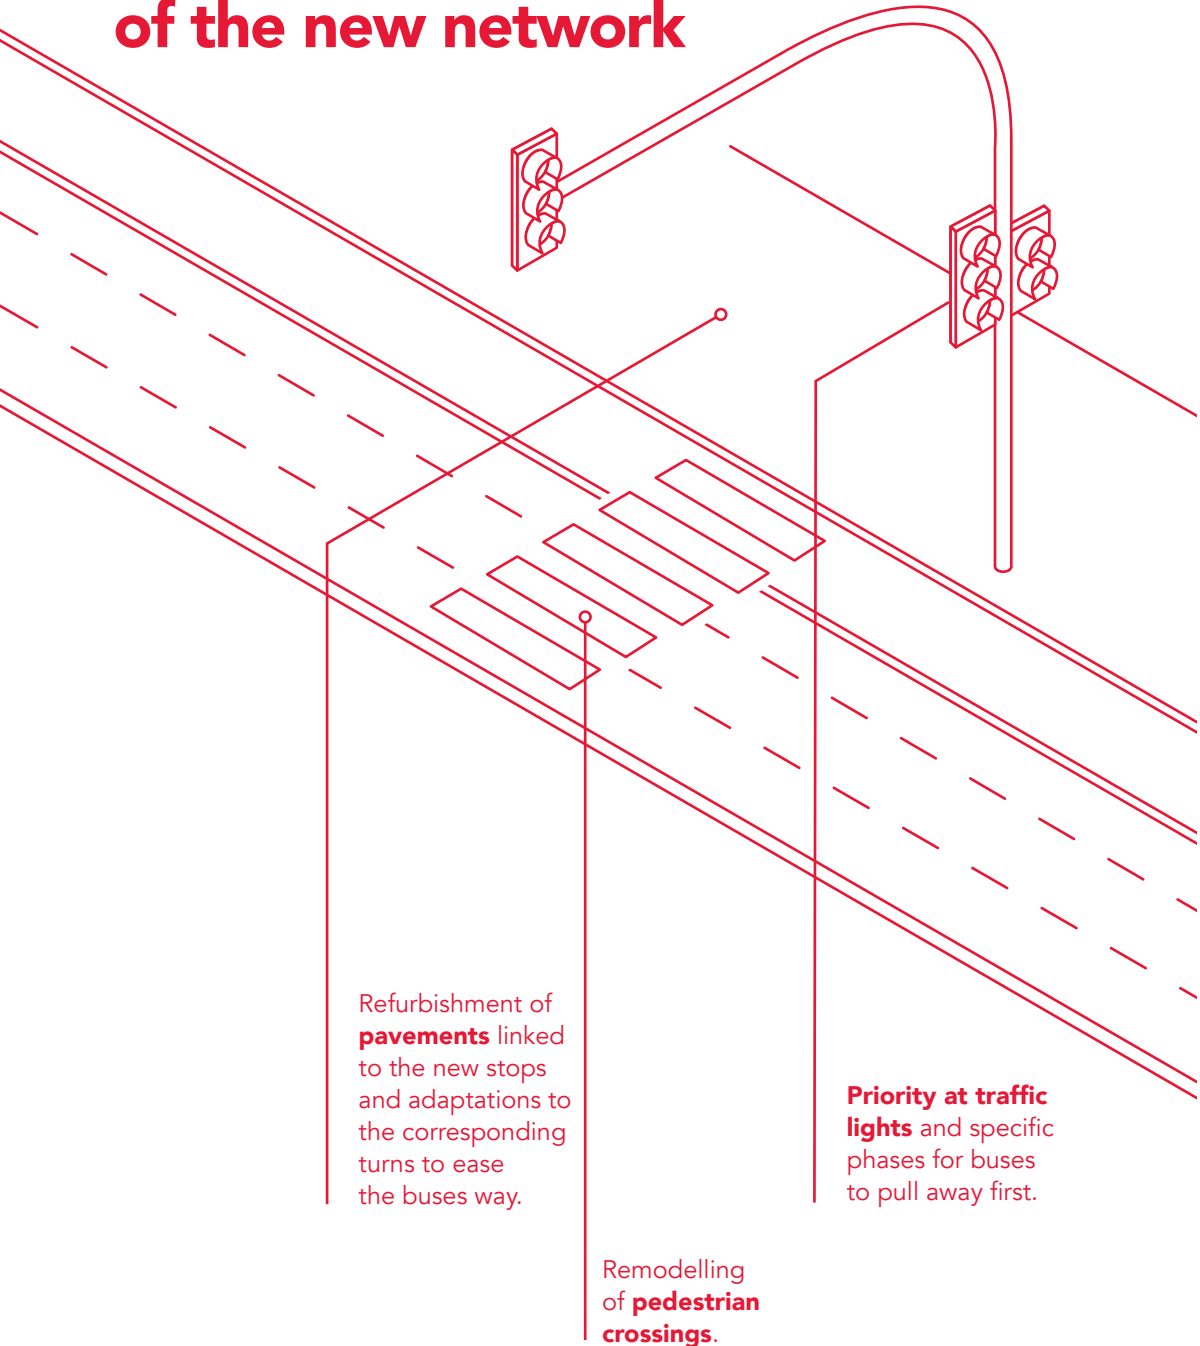 of the new network
Refurbishment of
pavements linked
to the new stops
and adaptations to
the corresponding
turns to ease
the buses way.
Priority at traffic
lights and specific
phases for buses
to pull away first.
Remodelling
of pedestrian
crossings.